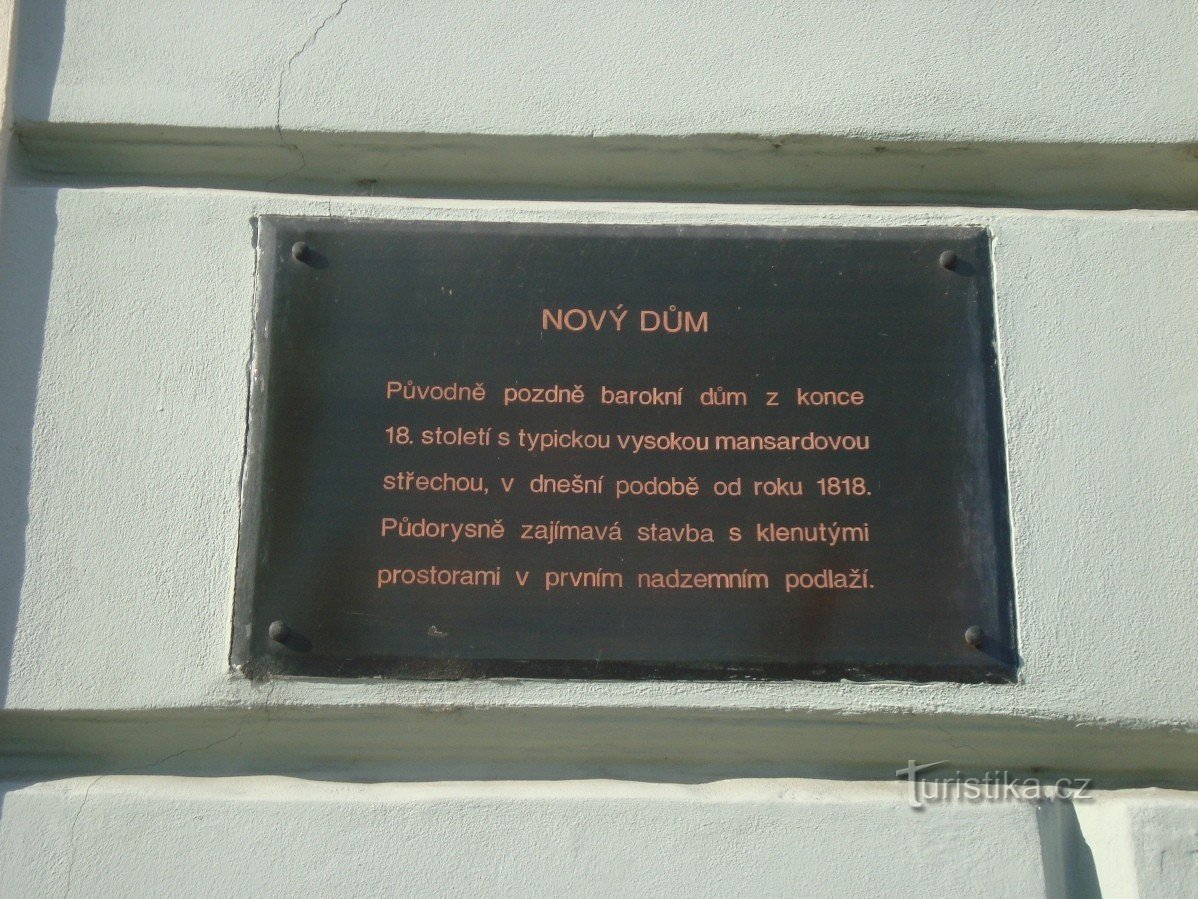 NOVÝ DŮM
Původně pozdně barokní dům z konce
18. století s typickou vysokou mansardovou
střechou, v dnešní podobě od roku 1818.
Půdorysně zajímavá stavba s klenutými
prostorami v prvním nadzemním podlaží.
Turistika.cz